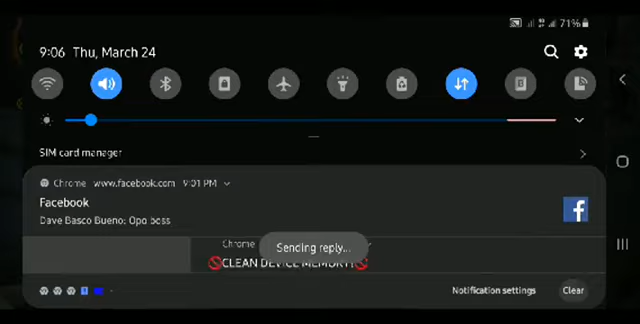 71%
9:06 Thu, March 24
SIM card manager
Chrome www.facebook.com 9:01 PM
Facebook
Dave Basco Bueno: Opo boss
Chrome
Sending reply...
🚫CLEAN DEVICE MEMORY!🚫
Notification settings
Clear